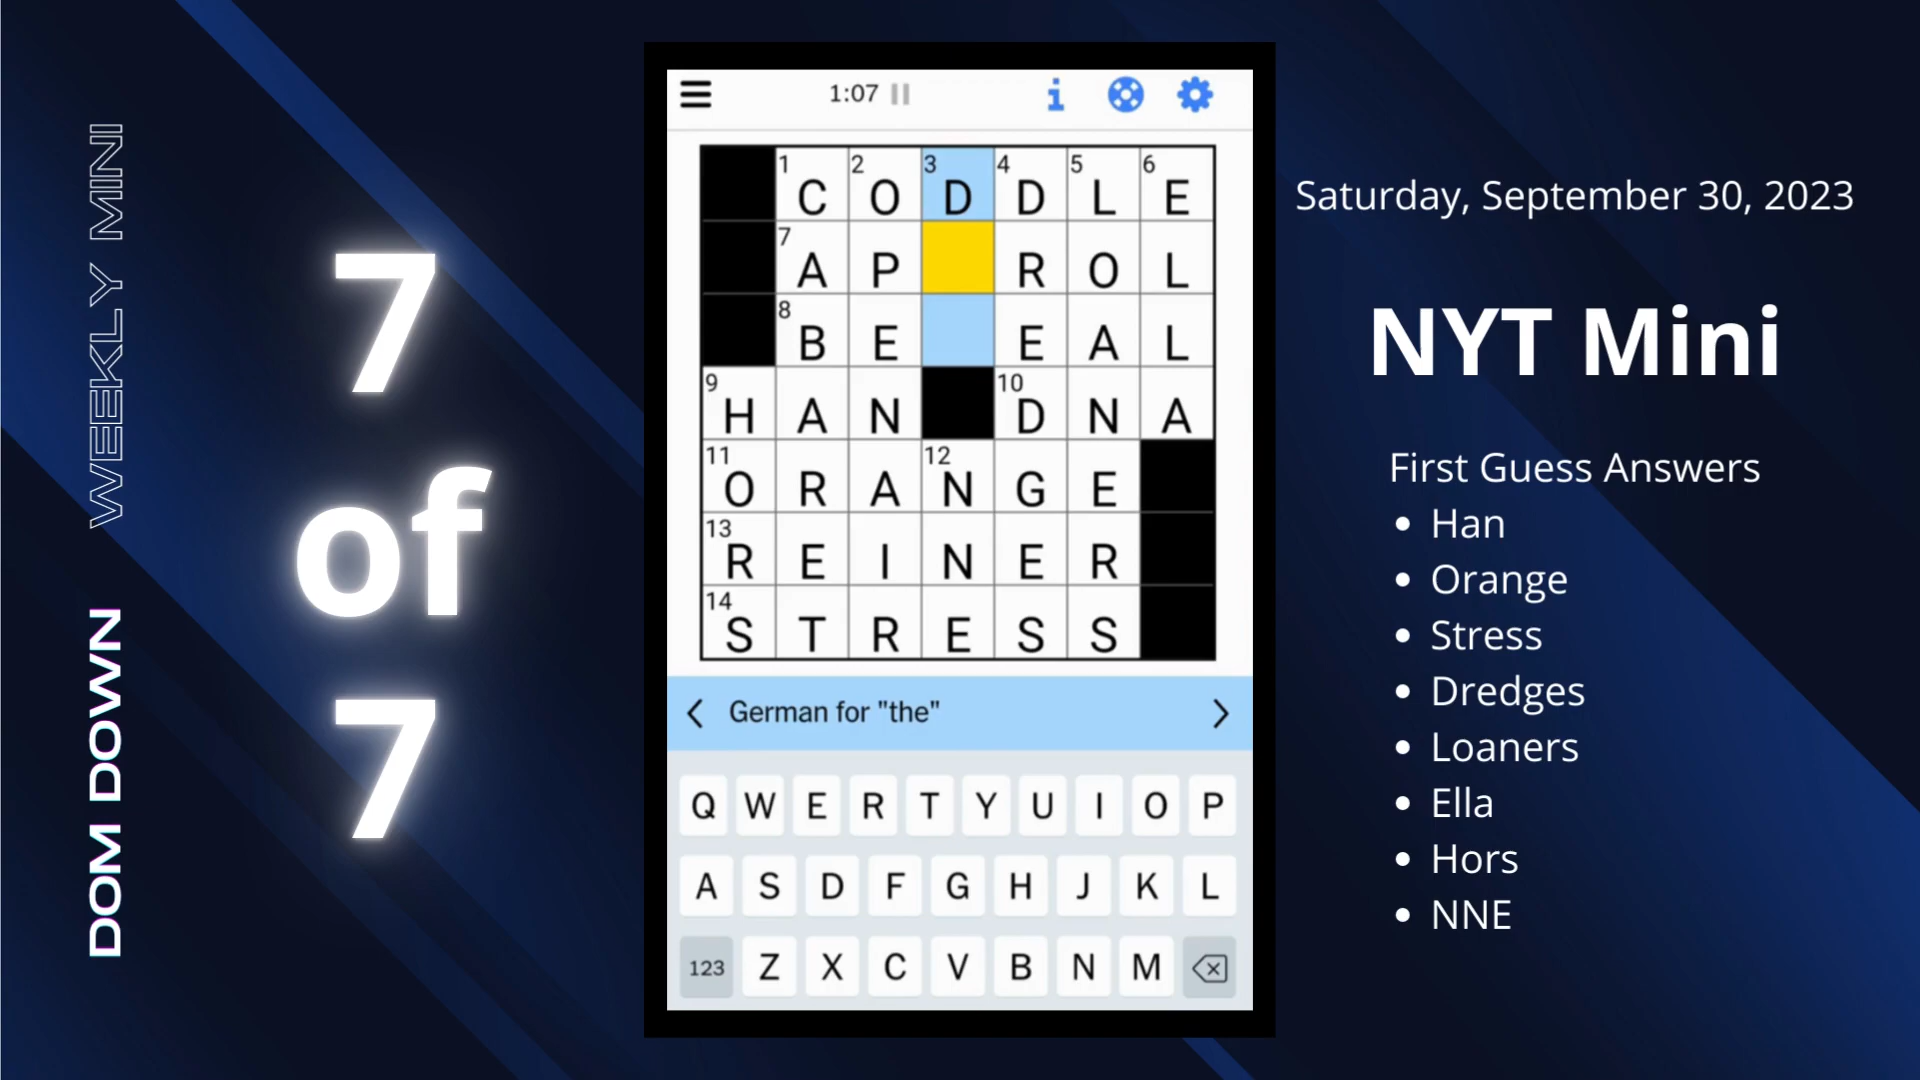 WEEKLY MINI
DOM DOWN
7
of
7
1:07
1 2 3 4 5 6
C O D D L E
7
A P R O L
8
B E E A L
9 10
H A N D N A
11 12
O R A N G E
13
R E I N E R
14
S T R E S S
German for "the"
Q W E R T Y U I O P
A S D F G H J K L
123 Z X C V B N M
Saturday, September 30, 2023
NYT Mini
First Guess Answers
• Han
• Orange
• Stress
• Dredges
• Loaners
• Ella
• Hors
• NNE